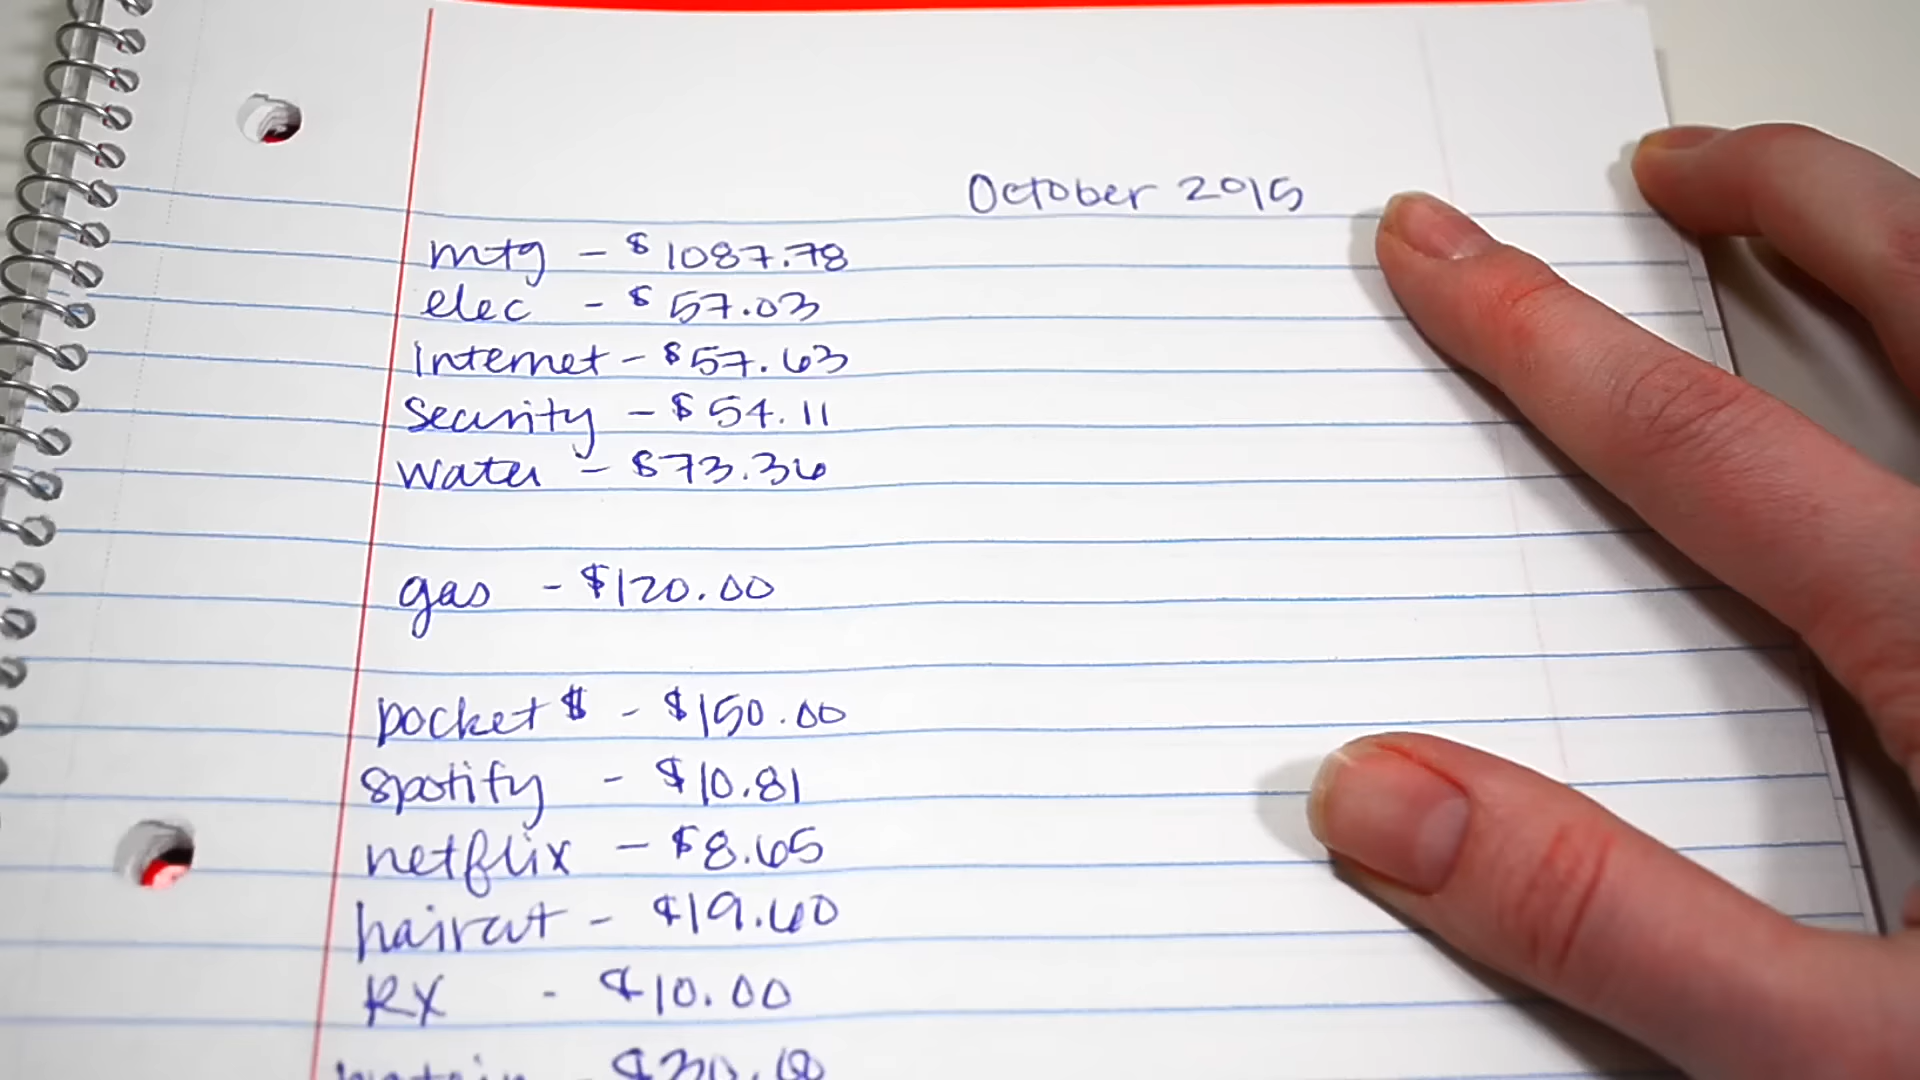 October 2015
mtg - $1087.78
elec - $57.03
Internet - $57.63
Security - $54.11
Water - $73.36
gas - $120.00
pocket $ - $150.00
spotify - $10.81
netflix - $8.65
haircut - $19.60
RX - $10.00